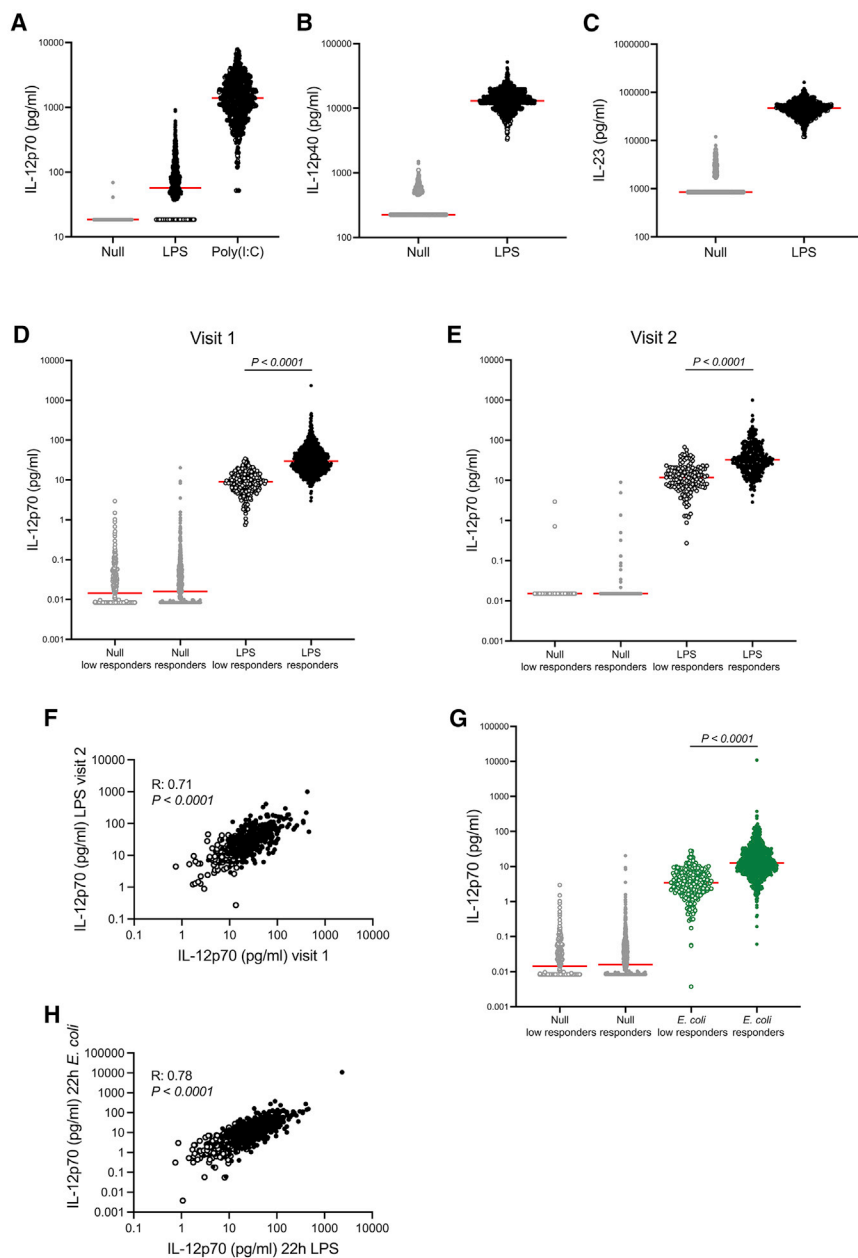 A
IL-12p70 (pg/ml)
10000
1000
100
10
Null
LPS
Poly(I:C)
B
IL-12p40 (pg/ml)
100000
10000
1000
100
Null
LPS
C
IL-23 (pg/ml)
1000000
100000
10000
1000
100
Null
LPS
D
Visit 1
P < 0.0001
IL-12p70 (pg/ml)
10000
1000
100
10
1
0.1
0.01
0.001
Null
low responders
Null
responders
LPS
low responders
LPS
responders
E
Visit 2
P < 0.0001
IL-12p70 (pg/ml)
10000
1000
100
10
1
0.1
0.01
0.001
Null
low responders
Null
responders
LPS
low responders
LPS
responders
F
R: 0.71
P < 0.0001
IL-12p70 (pg/ml) LPS visit 2
10000
1000
100
10
1
0.1
0.1
1
10
100
1000
10000
IL-12p70 (pg/ml) visit 1
G
P < 0.0001
IL-12p70 (pg/ml)
100000
10000
1000
100
10
1
0.1
0.01
0.001
Null
low responders
Null
responders
E. coli
low responders
E. coli
responders
H
R: 0.78
P < 0.0001
IL-12p70 (pg/ml) 22h E. coli
100000
10000
1000
100
10
1
0.1
0.01
0.001
0.1
1
10
100
1000
10000
IL-12p70 (pg/ml) 22h LPS